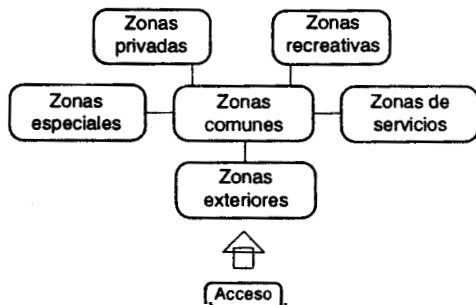 Zonas
privadas
Zonas
recreativas
Zonas
especiales
Zonas
comunes
Zonas de
servicios
Zonas
exteriores
Acceso